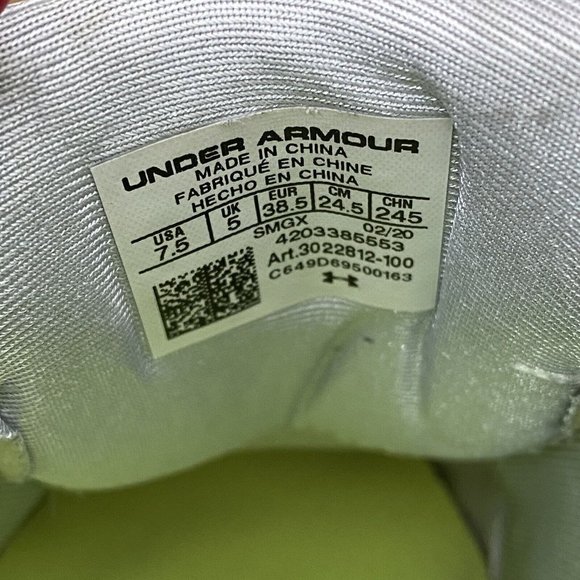 UNDER ARMOUR
MADE IN CHINA
FABRIQUÉ EN CHINE
HECHO EN CHINA
USA UK EUR CM CHN
7.5 5 38.5 24.5 245
SMGX 02/20
4203385553
Art.3022812-100
C649D69500163